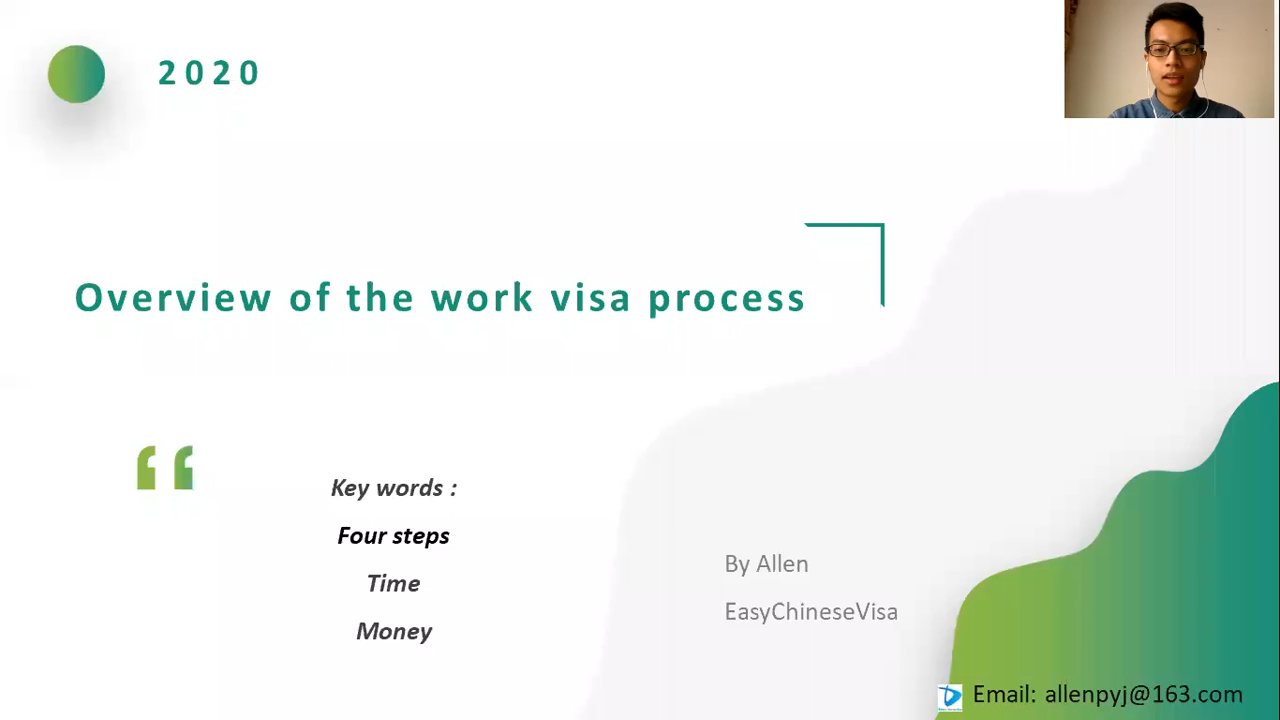 2020
Overview of the work visa process
Key words :
Four steps
Time
Money
By Allen
EasyChineseVisa
Email: allenpyj@163.com